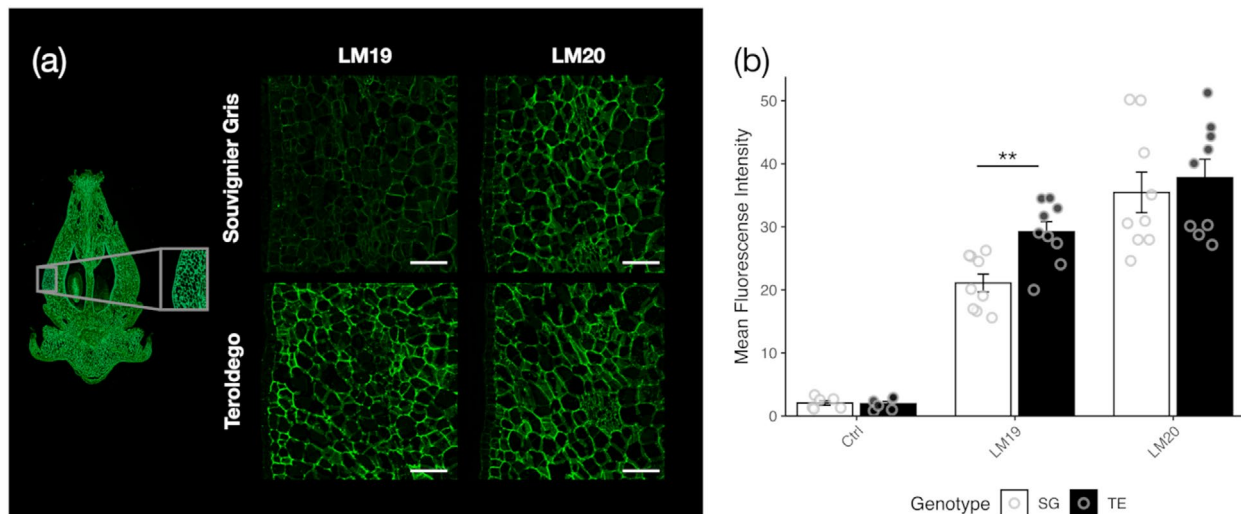 (a)
LM19
LM20
Souvignier Gris
Teroldego
(b)
Mean Fluorescense Intensity
50
40
30
20
10
0
**
Ctrl
LM19
LM20
Genotype SG TE